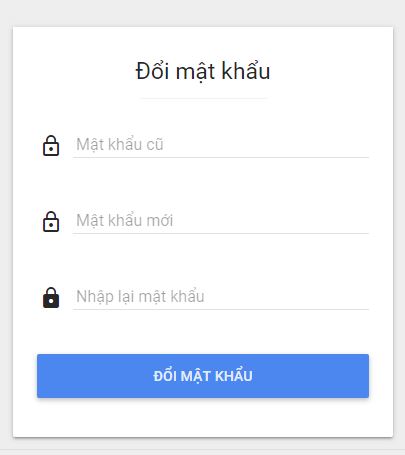 Đổi mật khẩu
Mật khẩu cũ
Mật khẩu mới
Nhập lại mật khẩu
ĐỔI MẬT KHẨU